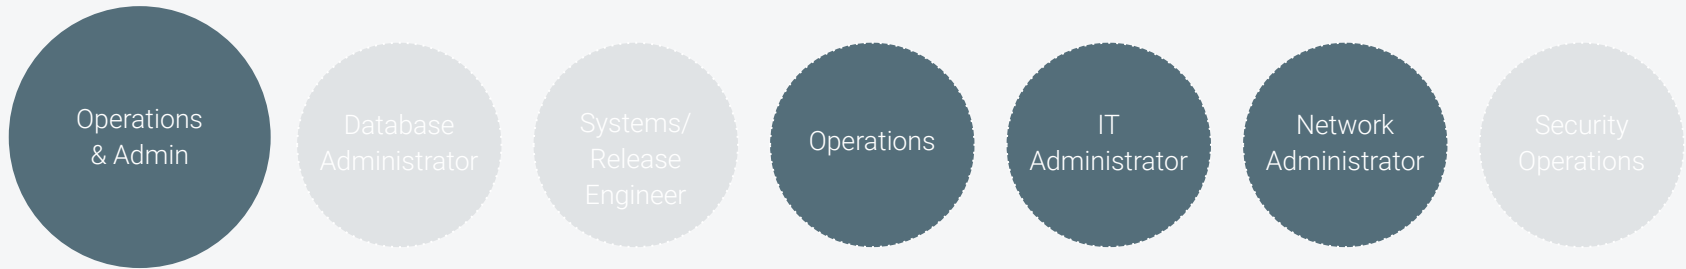 Operations
& Admin
Database
Administrator
Systems/
Release
Engineer
Operations
IT
Administrator
Network
Administrator
Security
Operations